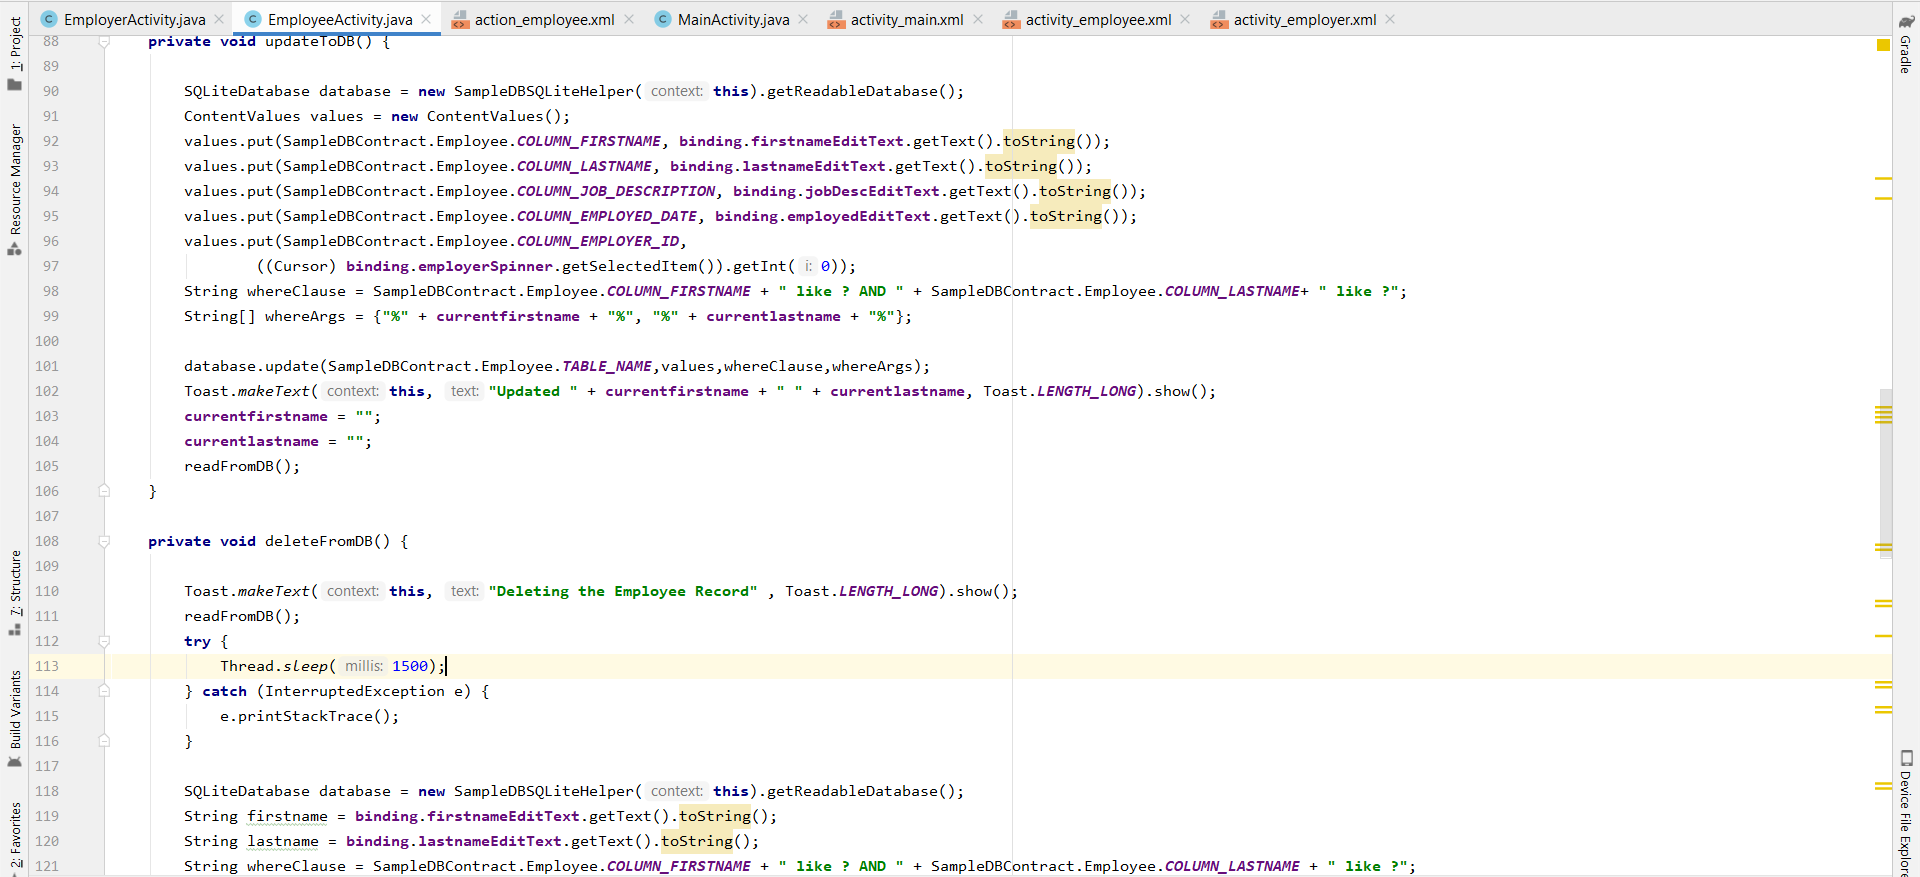 EmployerActivity.java EmployeeActivity.java action_employee.xml MainActivity.java activity_main.xml activity_employee.xml activity_employer.xml
1: Project
Resource Manager
7: Structure
Build Variants
2: Favorites
88 private void updateToDB() {
89
90 SQLiteDatabase database = new SampleDBSQLiteHelper( context: this).getReadableDatabase();
91 ContentValues values = new ContentValues();
92 values.put(SampleDBContract.Employee.COLUMN_FIRSTNAME, binding.firstnameEditText.getText().toString());
93 values.put(SampleDBContract.Employee.COLUMN_LASTNAME, binding.lastnameEditText.getText().toString());
94 values.put(SampleDBContract.Employee.COLUMN_JOB_DESCRIPTION, binding.jobDescEditText.getText().toString());
95 values.put(SampleDBContract.Employee.COLUMN_EMPLOYED_DATE, binding.employedEditText.getText().toString());
96 values.put(SampleDBContract.Employee.COLUMN_EMPLOYER_ID,
97 ((Cursor) binding.employerSpinner.getSelectedItem()).getInt( i: 0));
98 String whereClause = SampleDBContract.Employee.COLUMN_FIRSTNAME + " like ? AND " + SampleDBContract.Employee.COLUMN_LASTNAME+ " like ?";
99 String[] whereArgs = {"%" + currentfirstname + "%", "%" + currentlastname + "%"};
100
101 database.update(SampleDBContract.Employee.TABLE_NAME,values,whereClause,whereArgs);
102 Toast.makeText( context: this, text: "Updated " + currentfirstname + " " + currentlastname, Toast.LENGTH_LONG).show();
103 currentfirstname = "";
104 currentlastname = "";
105 readFromDB();
106 }
107
108 private void deleteFromDB() {
109
110 Toast.makeText( context: this, text: "Deleting the Employee Record" , Toast.LENGTH_LONG).show();
111 readFromDB();
112 try {
113 Thread.sleep( millis: 1500);
114 } catch (InterruptedException e) {
115 e.printStackTrace();
116 }
117
118 SQLiteDatabase database = new SampleDBSQLiteHelper( context: this).getReadableDatabase();
119 String firstname = binding.firstnameEditText.getText().toString();
120 String lastname = binding.lastnameEditText.getText().toString();
121 String whereClause = SampleDBContract.Employee.COLUMN_FIRSTNAME + " like ? AND " + SampleDBContract.Employee.COLUMN_LASTNAME + " like ?";
Gradle
Device File Explore